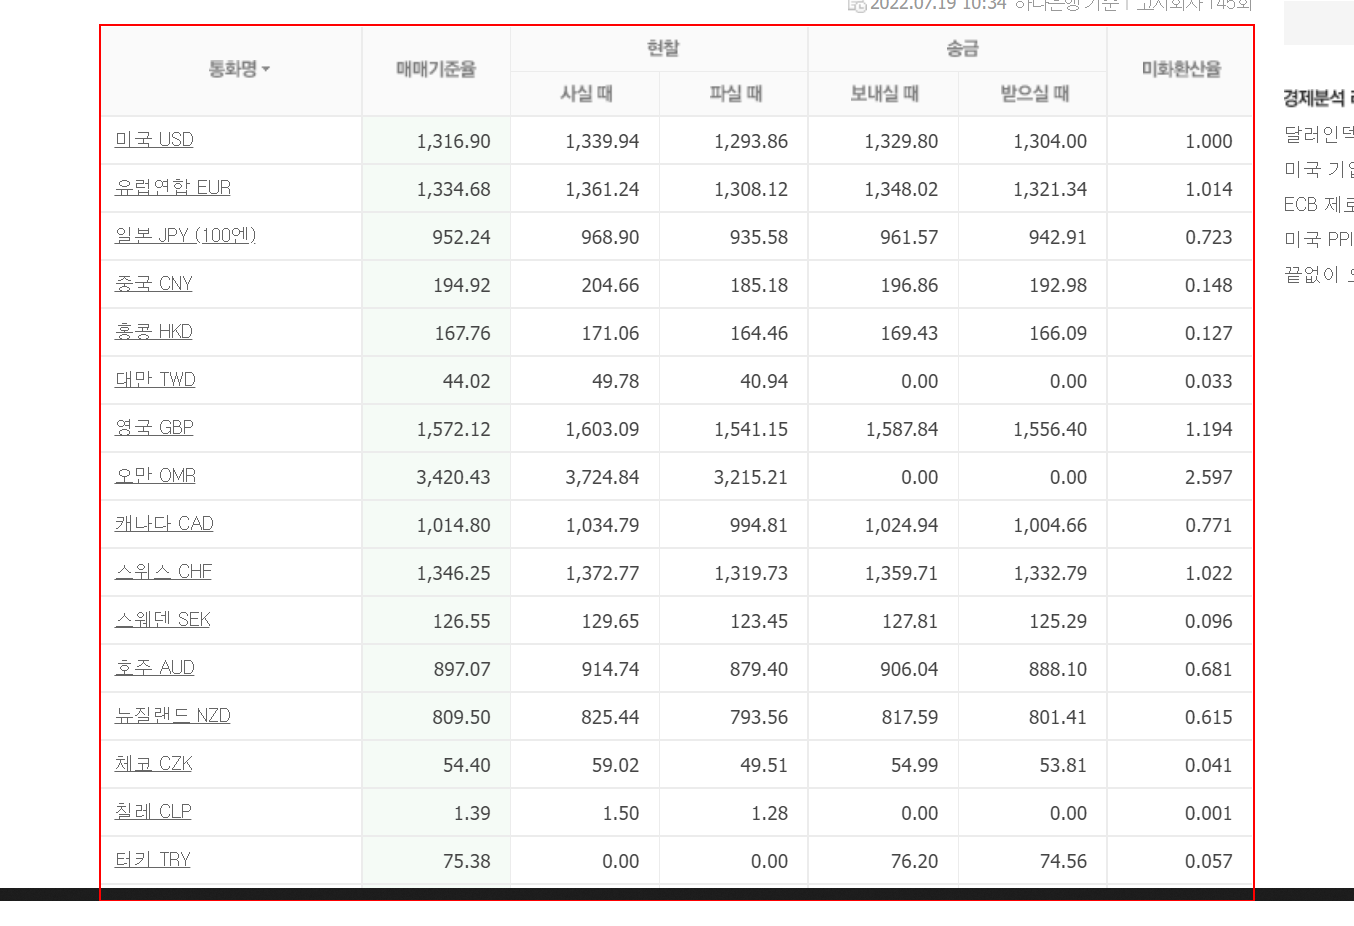 2022.07.19 10:34 하나은행 기준 고시회차 145회
통화명 매매기준율 현찰 송금 미화환산율
사실 때 파실 때 보내실 때 받으실 때
미국 USD 1,316.90 1,339.94 1,293.86 1,329.80 1,304.00 1.000
유럽연합 EUR 1,334.68 1,361.24 1,308.12 1,348.02 1,321.34 1.014
일본 JPY (100엔) 952.24 968.90 935.58 961.57 942.91 0.723
중국 CNY 194.92 204.66 185.18 196.86 192.98 0.148
홍콩 HKD 167.76 171.06 164.46 169.43 166.09 0.127
대만 TWD 44.02 49.78 40.94 0.00 0.00 0.033
영국 GBP 1,572.12 1,603.09 1,541.15 1,587.84 1,556.40 1.194
오만 OMR 3,420.43 3,724.84 3,215.21 0.00 0.00 2.597
캐나다 CAD 1,014.80 1,034.79 994.81 1,024.94 1,004.66 0.771
스위스 CHF 1,346.25 1,372.77 1,319.73 1,359.71 1,332.79 1.022
스웨덴 SEK 126.55 129.65 123.45 127.81 125.29 0.096
호주 AUD 897.07 914.74 879.40 906.04 888.10 0.681
뉴질랜드 NZD 809.50 825.44 793.56 817.59 801.41 0.615
체코 CZK 54.40 59.02 49.51 54.99 53.81 0.041
칠레 CLP 1.39 1.50 1.28 0.00 0.00 0.001
터키 TRY 75.38 0.00 0.00 76.20 74.56 0.057
경제분석
달러인덱
미국 기업
ECB 제로
미국 PPI
끝없이